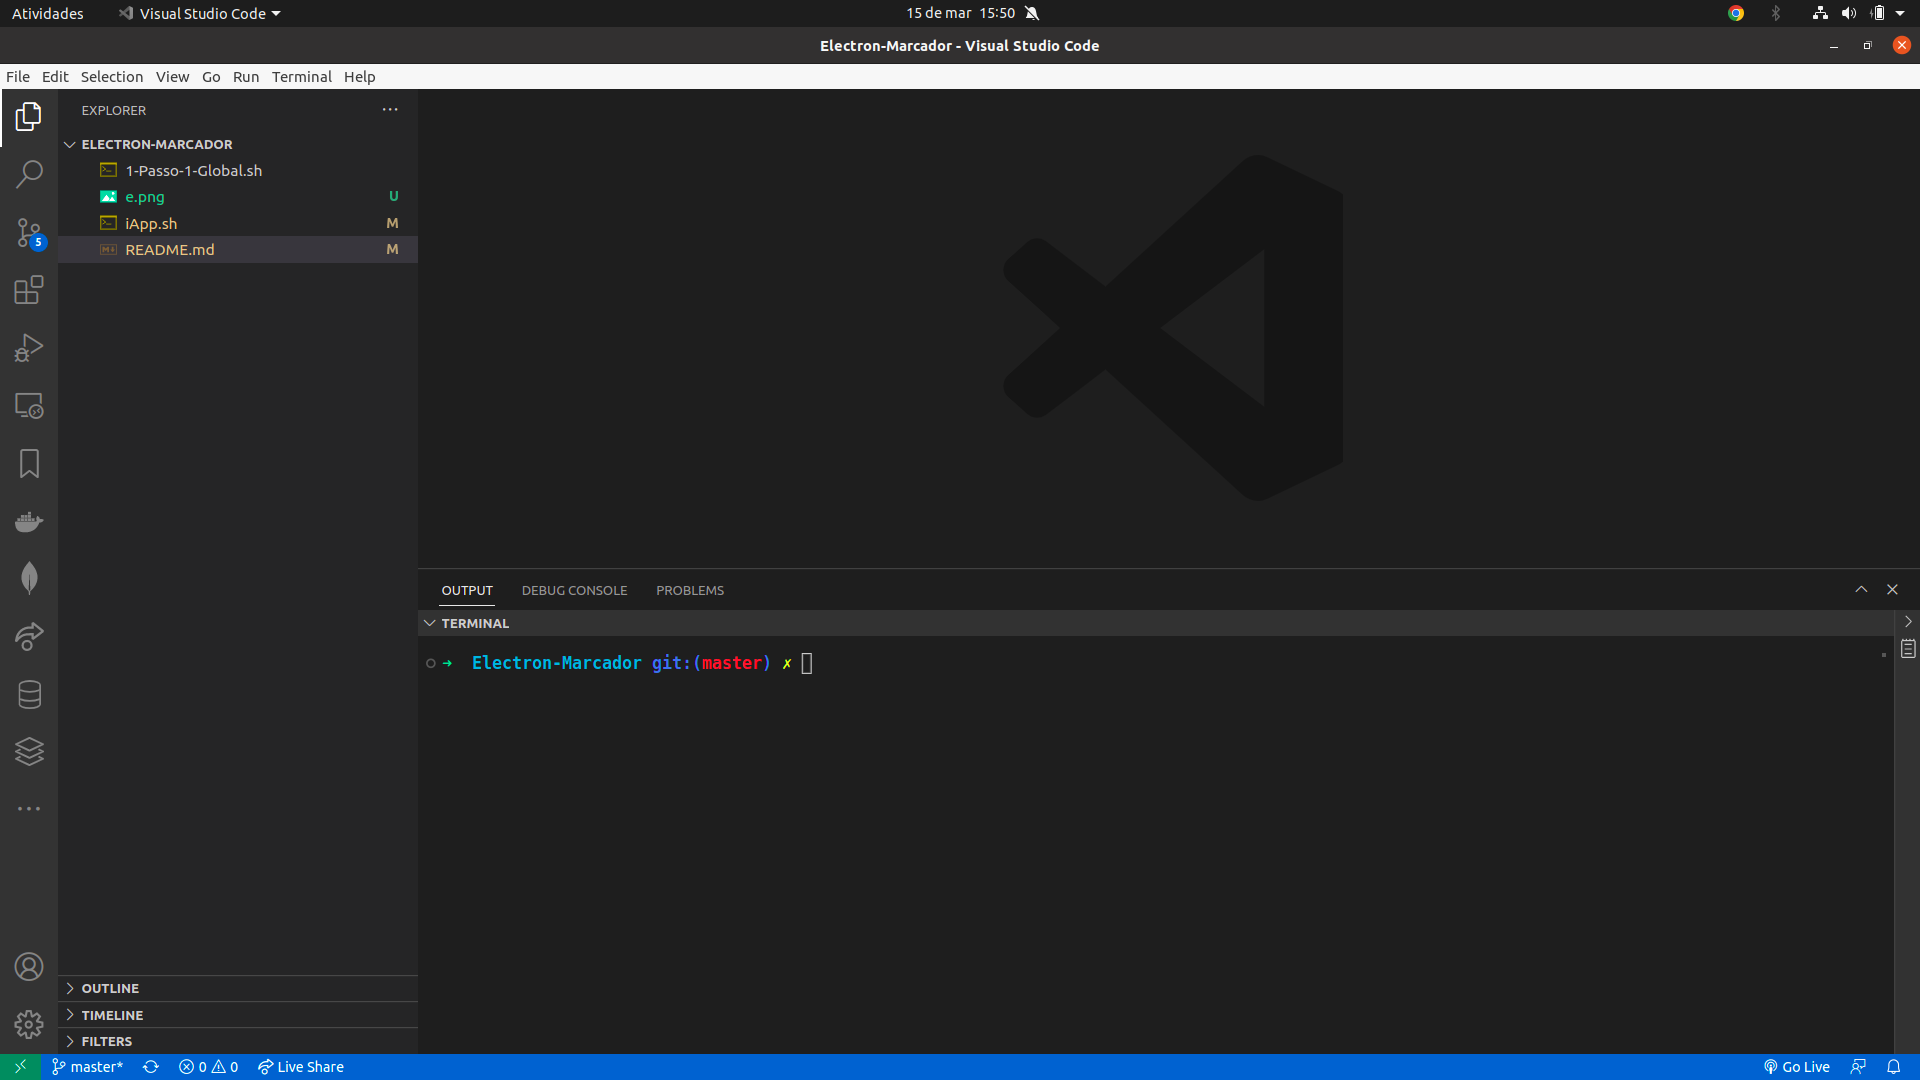 Atividades
Visual Studio Code
15 de mar 15:50
Electron-Marcador - Visual Studio Code
File Edit Selection View Go Run Terminal Help
EXPLORER
ELECTRON-MARCADOR
1-Passo-1-Global.sh
e.png U
iApp.sh M
README.md M
5
OUTPUT DEBUG CONSOLE PROBLEMS
TERMINAL
➜ Electron-Marcador git:(master) ✗
OUTLINE
TIMELINE
FILTERS
master* 0 0 Live Share
Go Live